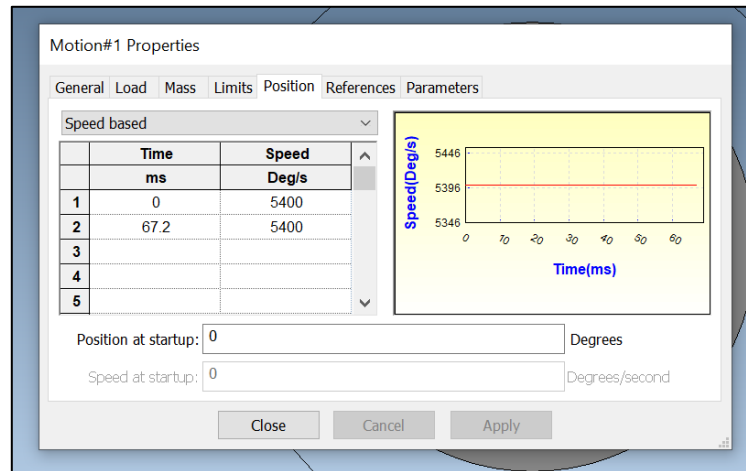 Motion#1 Properties
General Load Mass Limits Position References Parameters
Speed based
Time Speed
ms Deg/s
1 0 5400
2 67.2 5400
3
4
5
Speed(Deg/s)
5446
5396
5346
0 10 20 30 40 50 60
Time(ms)
Position at startup: 0 Degrees
Speed at startup: 0 Degrees/second
Close Cancel Apply